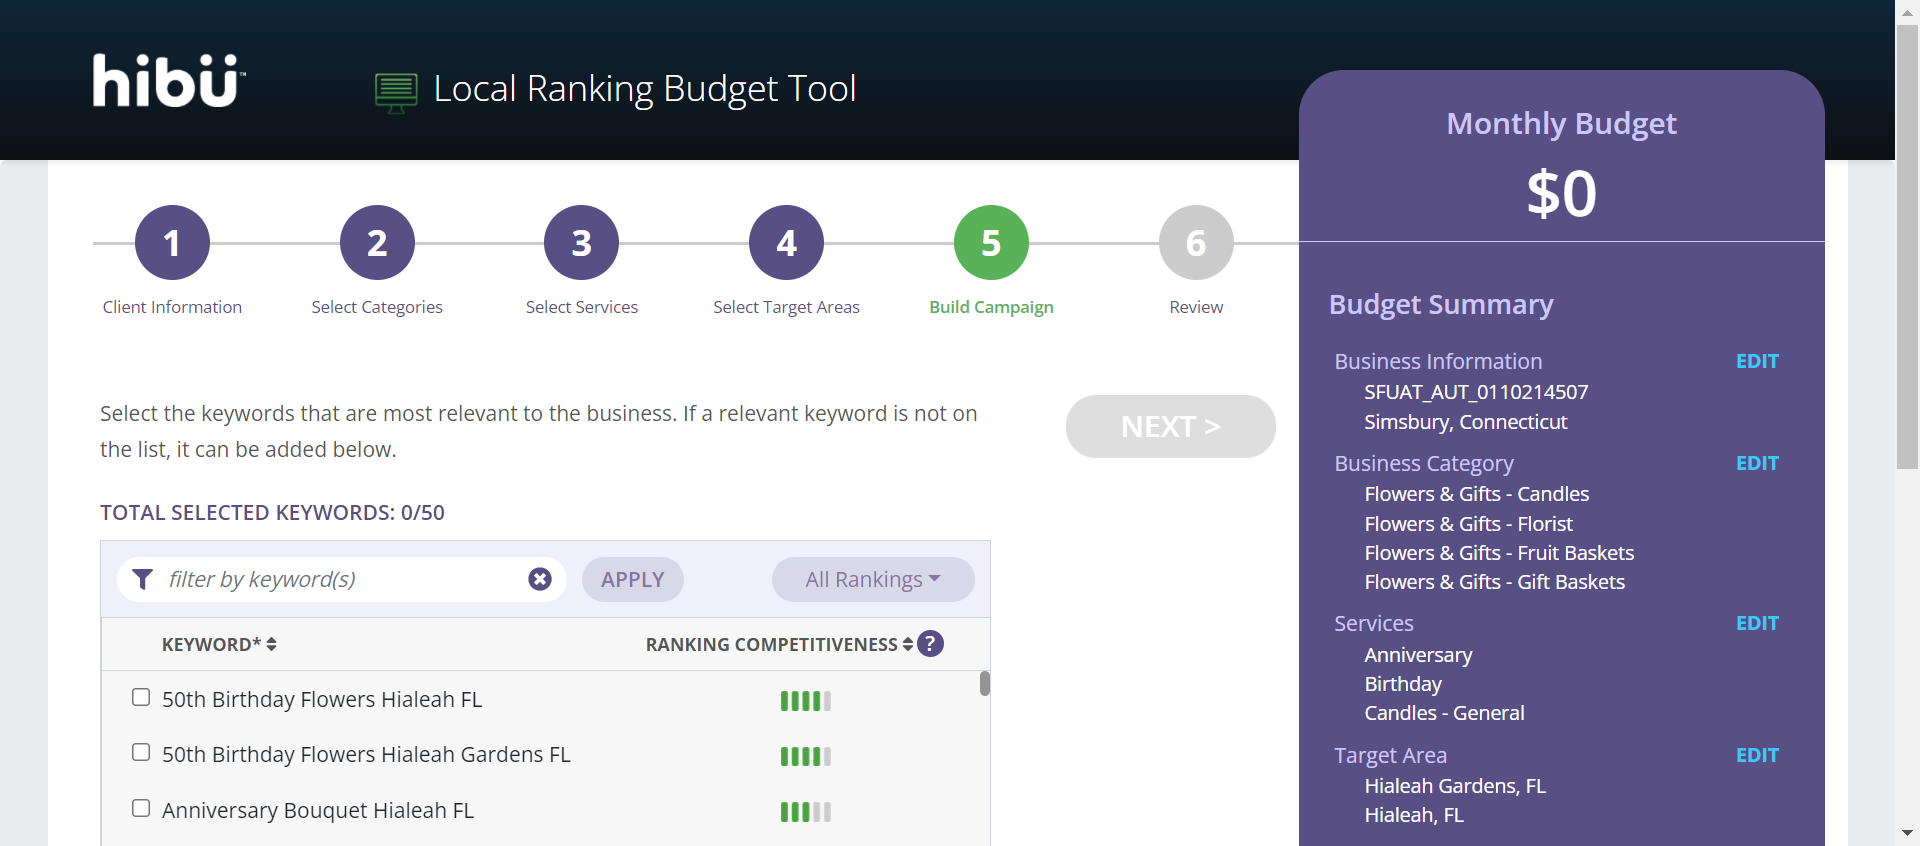 hibü™
Local Ranking Budget Tool
Monthly Budget
$0
1
2
3
4
5
6
Client Information
Select Categories
Select Services
Select Target Areas
Build Campaign
Review
Select the keywords that are most relevant to the business. If a relevant keyword is not on
the list, it can be added below.
NEXT >
TOTAL SELECTED KEYWORDS: 0/50
filter by keyword(s)
APPLY
All Rankings
KEYWORD*
RANKING COMPETITIVENESS ?
50th Birthday Flowers Hialeah FL
50th Birthday Flowers Hialeah Gardens FL
Anniversary Bouquet Hialeah FL
Budget Summary
Business Information EDIT
SFUAT_AUT_0110214507
Simsbury, Connecticut
Business Category EDIT
Flowers & Gifts - Candles
Flowers & Gifts - Florist
Flowers & Gifts - Fruit Baskets
Flowers & Gifts - Gift Baskets
Services EDIT
Anniversary
Birthday
Candles - General
Target Area EDIT
Hialeah Gardens, FL
Hialeah, FL